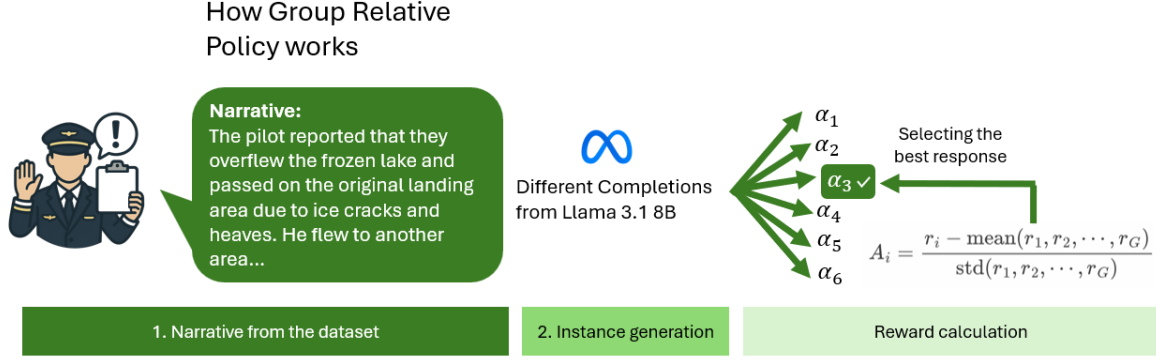 How Group Relative
Policy works
Narrative:
The pilot reported that they
overflew the frozen lake and
passed on the original landing
area due to ice cracks and
heaves. He flew to another
area...
Different Completions
from Llama 3.1 8B
α₁
α₂
α₃ ✓
α₄
α₅
α₆
Selecting the
best response
Aᵢ = (rᵢ − mean(r₁, r₂, ⋯, r_G)) / std(r₁, r₂, ⋯, r_G)
1. Narrative from the dataset
2. Instance generation
Reward calculation